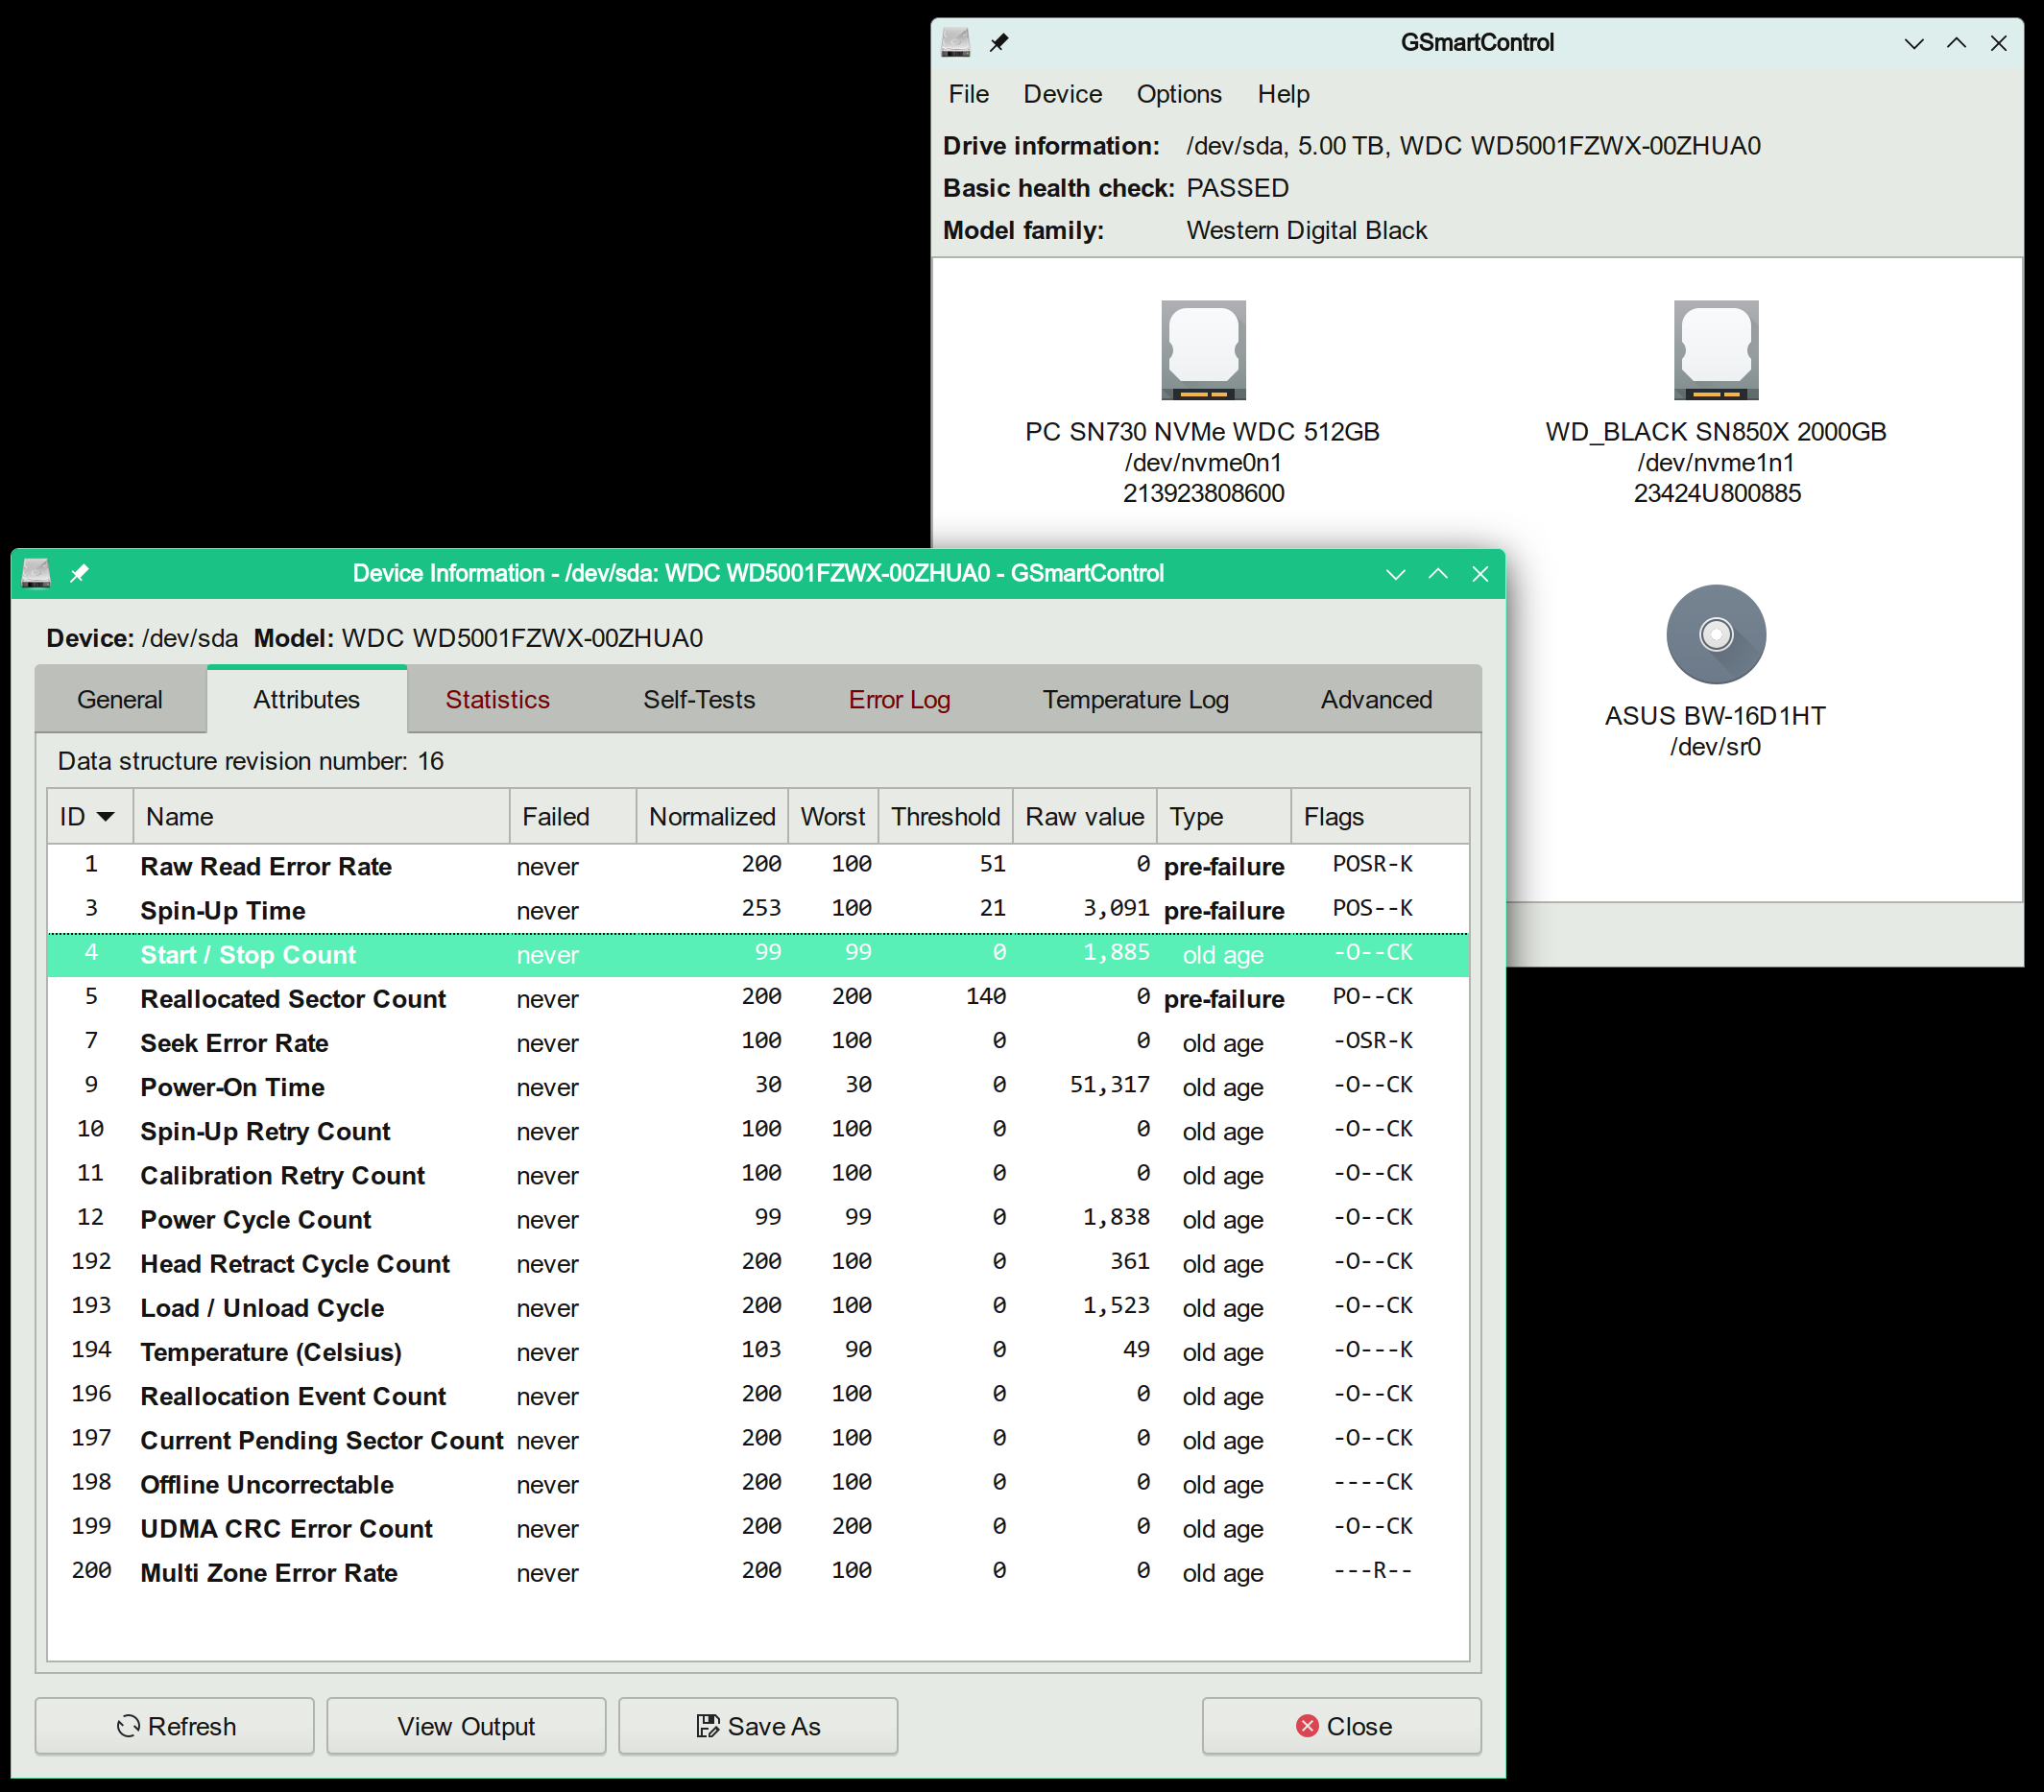 GSmartControl
File Device Options Help
Drive information: /dev/sda, 5.00 TB, WDC WD5001FZWX-00ZHUA0
Basic health check: PASSED
Model family: Western Digital Black
PC SN730 NVMe WDC 512GB
/dev/nvme0n1
213923808600
WD_BLACK SN850X 2000GB
/dev/nvme1n1
23424U800885
ASUS BW-16D1HT
/dev/sr0
Device Information - /dev/sda: WDC WD5001FZWX-00ZHUA0 - GSmartControl
Device: /dev/sda Model: WDC WD5001FZWX-00ZHUA0
General Attributes Statistics Self-Tests Error Log Temperature Log Advanced
Data structure revision number: 16
ID Name Failed Normalized Worst Threshold Raw value Type Flags
1 Raw Read Error Rate never 200 100 51 0 pre-failure POSR-K
3 Spin-Up Time never 253 100 21 3,091 pre-failure POS--K
4 Start / Stop Count never 99 99 0 1,885 old age -O--CK
5 Reallocated Sector Count never 200 200 140 0 pre-failure PO--CK
7 Seek Error Rate never 100 100 0 0 old age -OSR-K
9 Power-On Time never 30 30 0 51,317 old age -O--CK
10 Spin-Up Retry Count never 100 100 0 0 old age -O--CK
11 Calibration Retry Count never 100 100 0 0 old age -O--CK
12 Power Cycle Count never 99 99 0 1,838 old age -O--CK
192 Head Retract Cycle Count never 200 100 0 361 old age -O--CK
193 Load / Unload Cycle never 200 100 0 1,523 old age -O--CK
194 Temperature (Celsius) never 103 90 0 49 old age -O---K
196 Reallocation Event Count never 200 100 0 0 old age -O--CK
197 Current Pending Sector Count never 200 100 0 0 old age -O--CK
198 Offline Uncorrectable never 200 100 0 0 old age ----CK
199 UDMA CRC Error Count never 200 200 0 0 old age -O--CK
200 Multi Zone Error Rate never 200 100 0 0 old age ---R--
Refresh View Output Save As Close